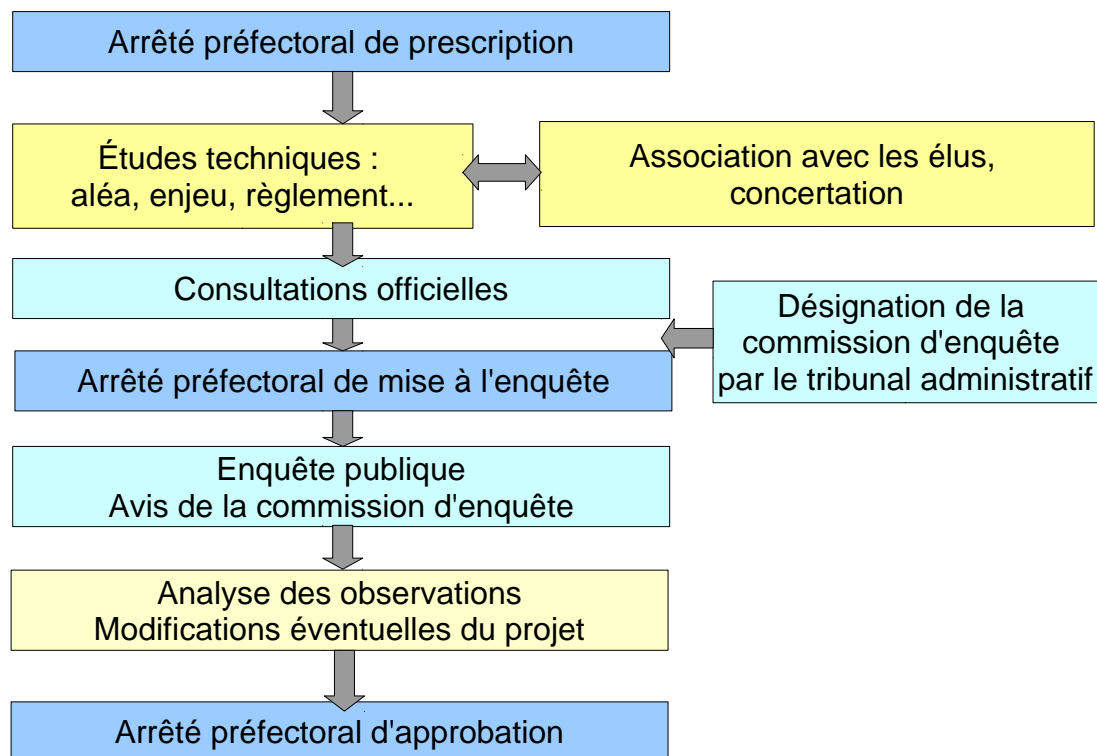 Arrêté préfectoral de prescription
Études techniques :
aléa, enjeu, règlement...
Association avec les élus,
concertation
Consultations officielles
Désignation de la
commission d'enquête
par le tribunal administratif
Arrêté préfectoral de mise à l'enquête
Enquête publique
Avis de la commission d'enquête
Analyse des observations
Modifications éventuelles du projet
Arrêté préfectoral d'approbation